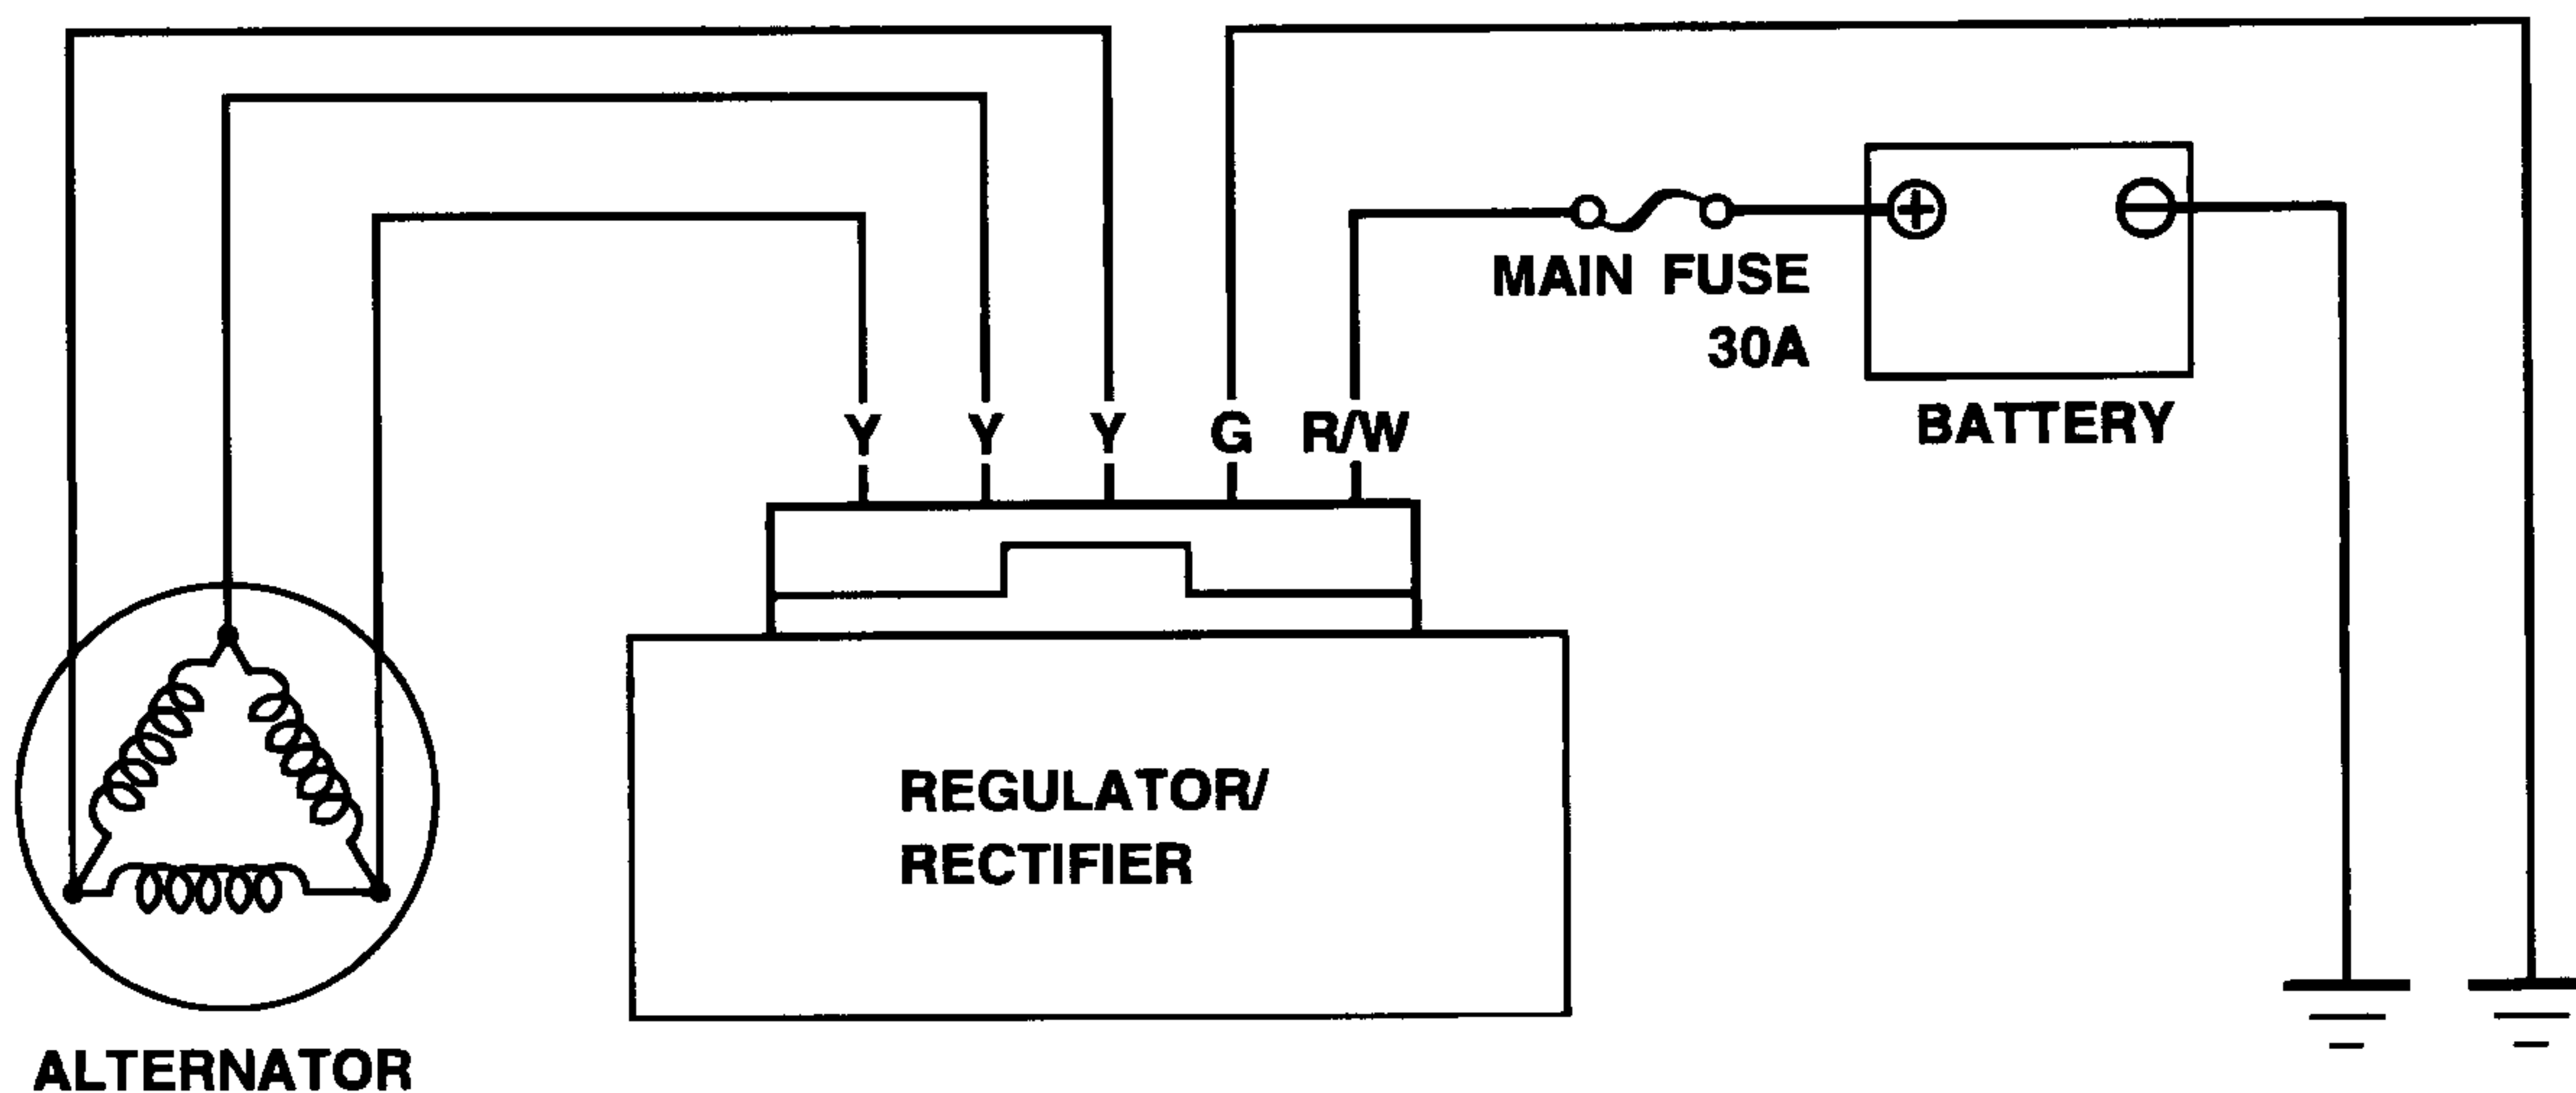 MAIN FUSE
30A
BATTERY
Y Y Y G R/W
REGULATOR/
RECTIFIER
ALTERNATOR